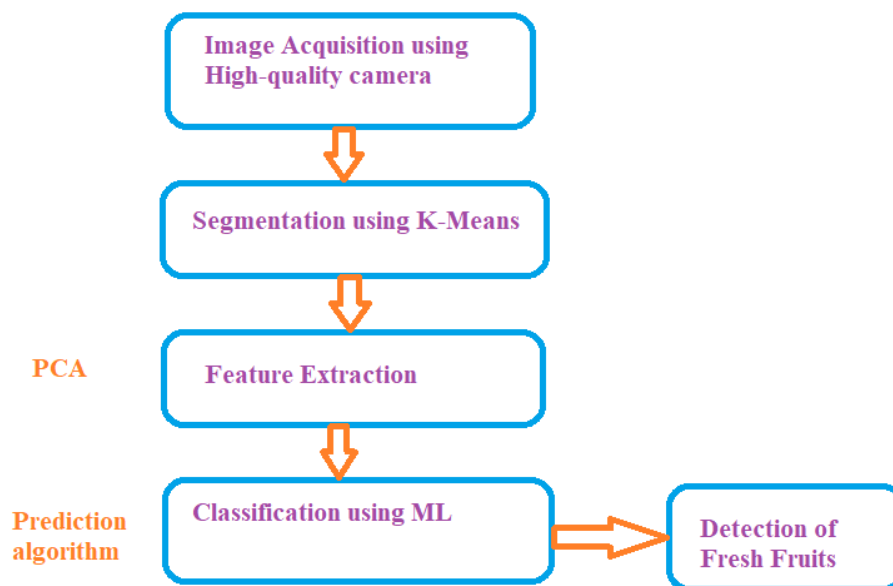 Image Acquisition using
High-quality camera
Segmentation using K-Means
PCA
Feature Extraction
Prediction
algorithm
Classification using ML
Detection of
Fresh Fruits